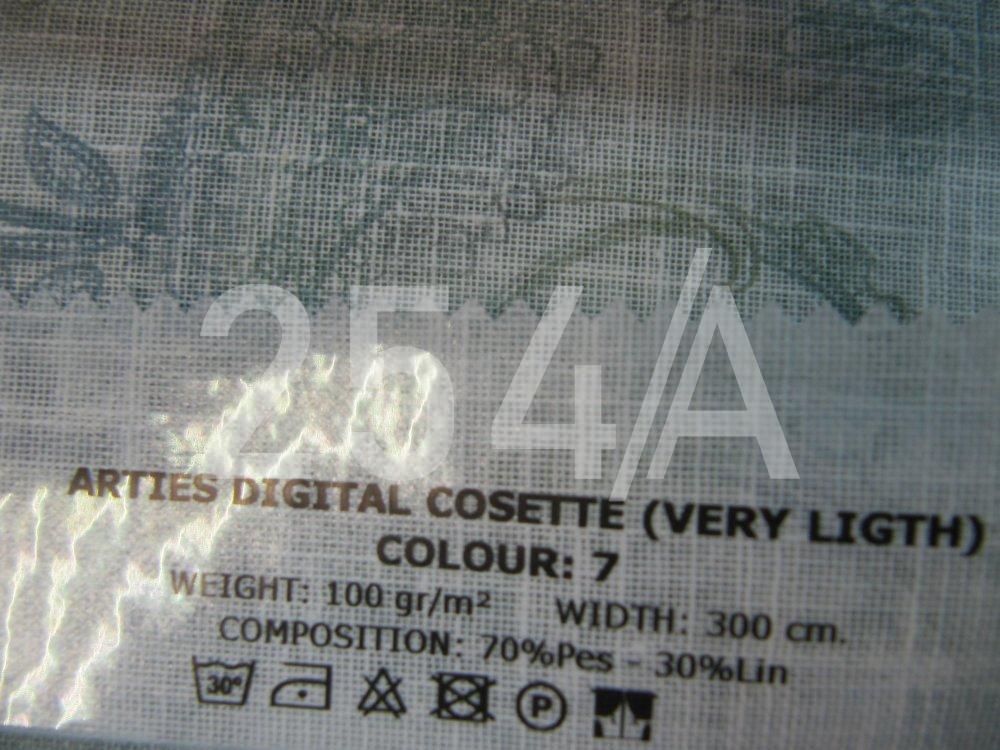 254/A
ARTIES DIGITAL COSETTE (VERY LIGTH)
COLOUR: 7
WEIGHT: 100 gr/m² WIDTH: 300 cm.
COMPOSITION: 70%Pes - 30%Lin
30° P